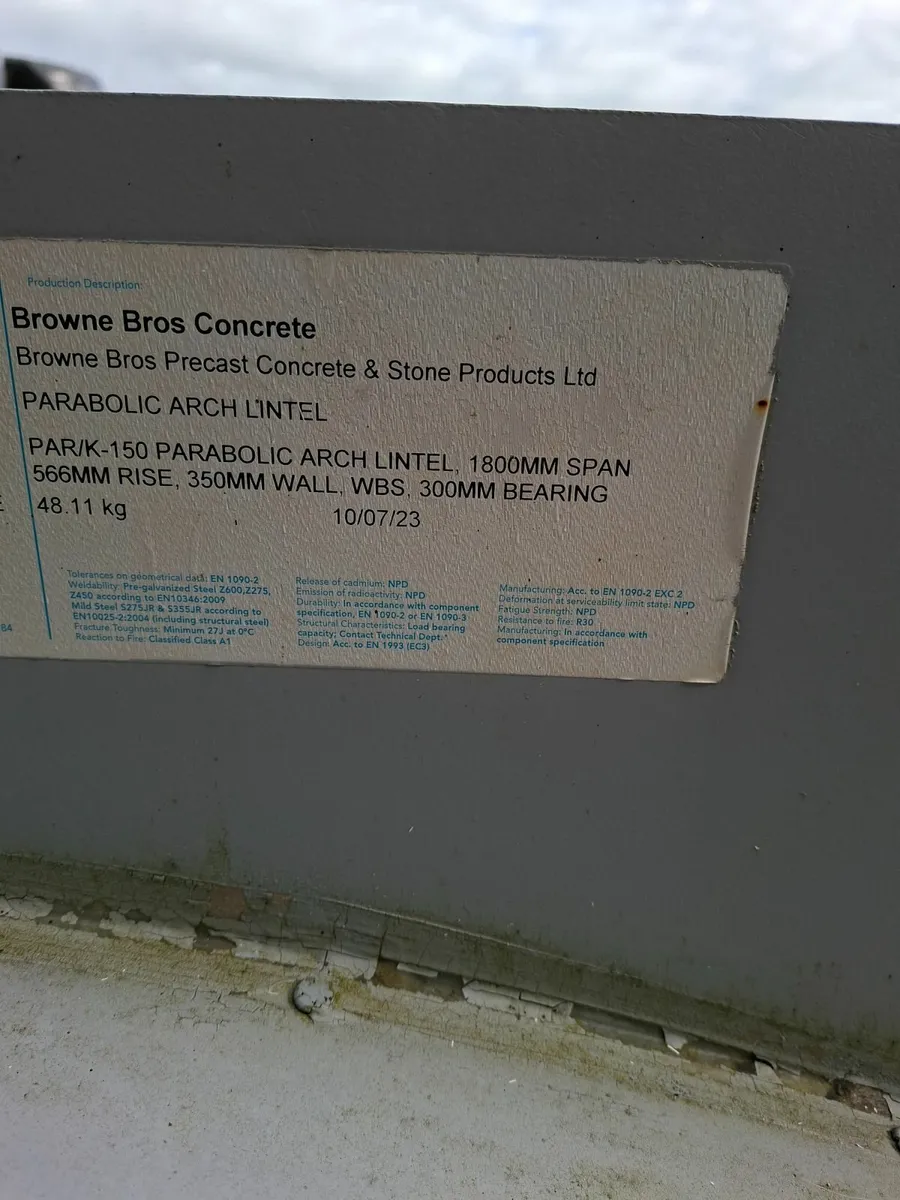 Production Description:
Browne Bros Concrete
Browne Bros Precast Concrete & Stone Products Ltd
PARABOLIC ARCH LINTEL
PAR/K-150 PARABOLIC ARCH LINTEL, 1800MM SPAN
566MM RISE, 350MM WALL, WBS, 300MM BEARING
48.11 kg 10/07/23
Tolerances on geometrical data: EN 1090-2
Weldability: Pre-galvanized Steel Z600,Z275,
Z450 according to EN10346:2009
Mild Steel S275JR & S355JR according to
EN10025-2:2004 (including structural steel)
Fracture Toughness: Minimum 27J at 0°C
Reaction to Fire: Classified Class A1
Release of cadmium: NPD
Emission of radioactivity: NPD
Durability: In accordance with component
specification, EN 1090-2 or EN 1090-3
Structural Characteristics: Load bearing
capacity; Contact Technical Dept.
Design: Acc. to EN 1993 (EC3)
Manufacturing: Acc. to EN 1090-2 EXC 2
Deformation at serviceability limit state: NPD
Fatigue Strength: NPD
Resistance to fire: R30
Manufacturing: In accordance with
component specification
84